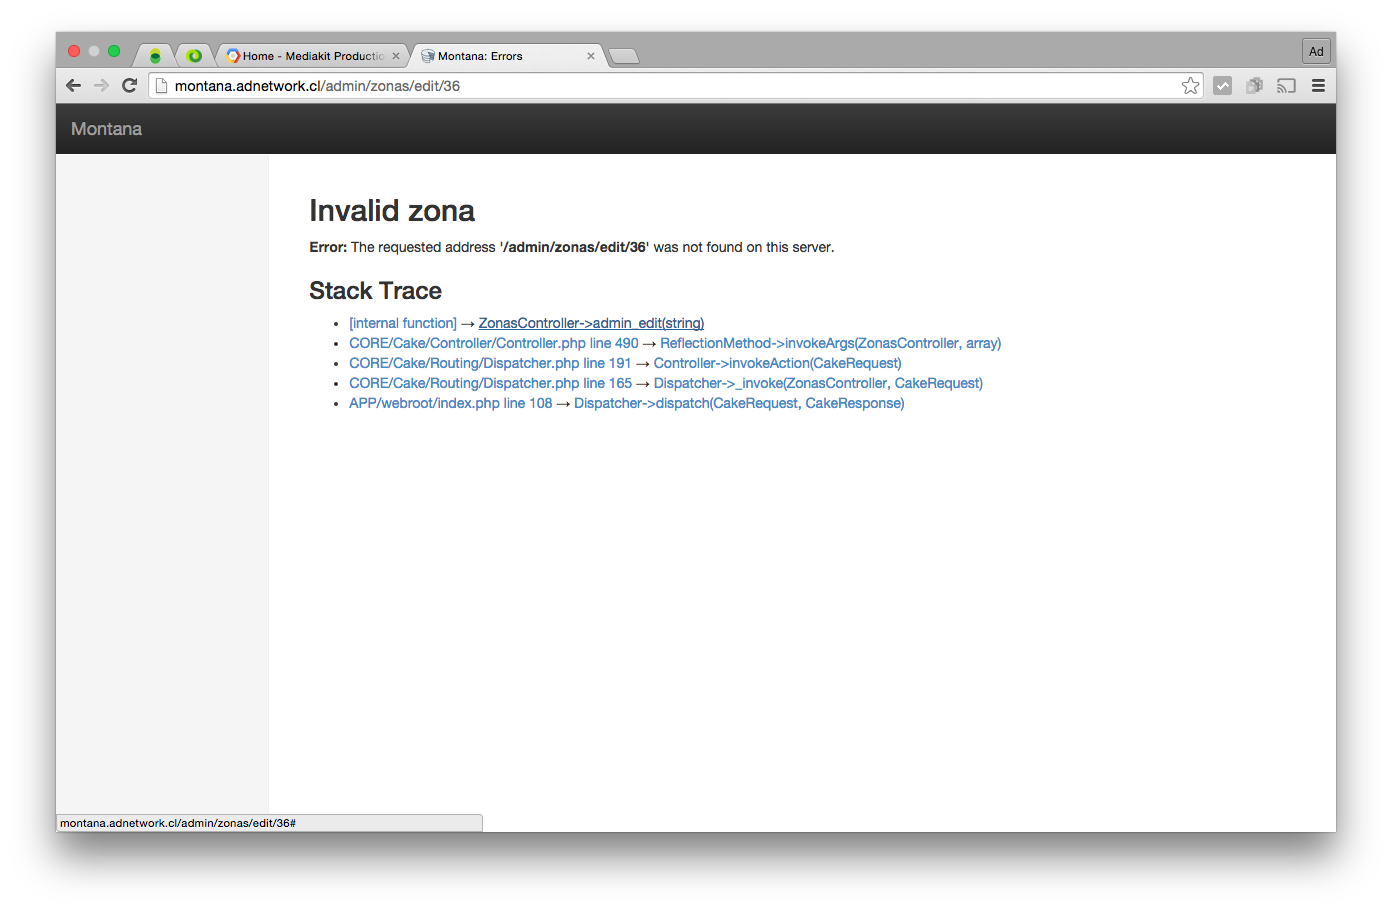 Home - Mediakit Productio
Montana: Errors
Ad
montana.adnetwork.cl/admin/zonas/edit/36
Montana
Invalid zona
Error: The requested address '/admin/zonas/edit/36' was not found on this server.
Stack Trace
[internal function] → ZonasController->admin_edit(string)
CORE/Cake/Controller/Controller.php line 490 → ReflectionMethod->invokeArgs(ZonasController, array)
CORE/Cake/Routing/Dispatcher.php line 191 → Controller->invokeAction(CakeRequest)
CORE/Cake/Routing/Dispatcher.php line 165 → Dispatcher->_invoke(ZonasController, CakeRequest)
APP/webroot/index.php line 108 → Dispatcher->dispatch(CakeRequest, CakeResponse)
montana.adnetwork.cl/admin/zonas/edit/36#